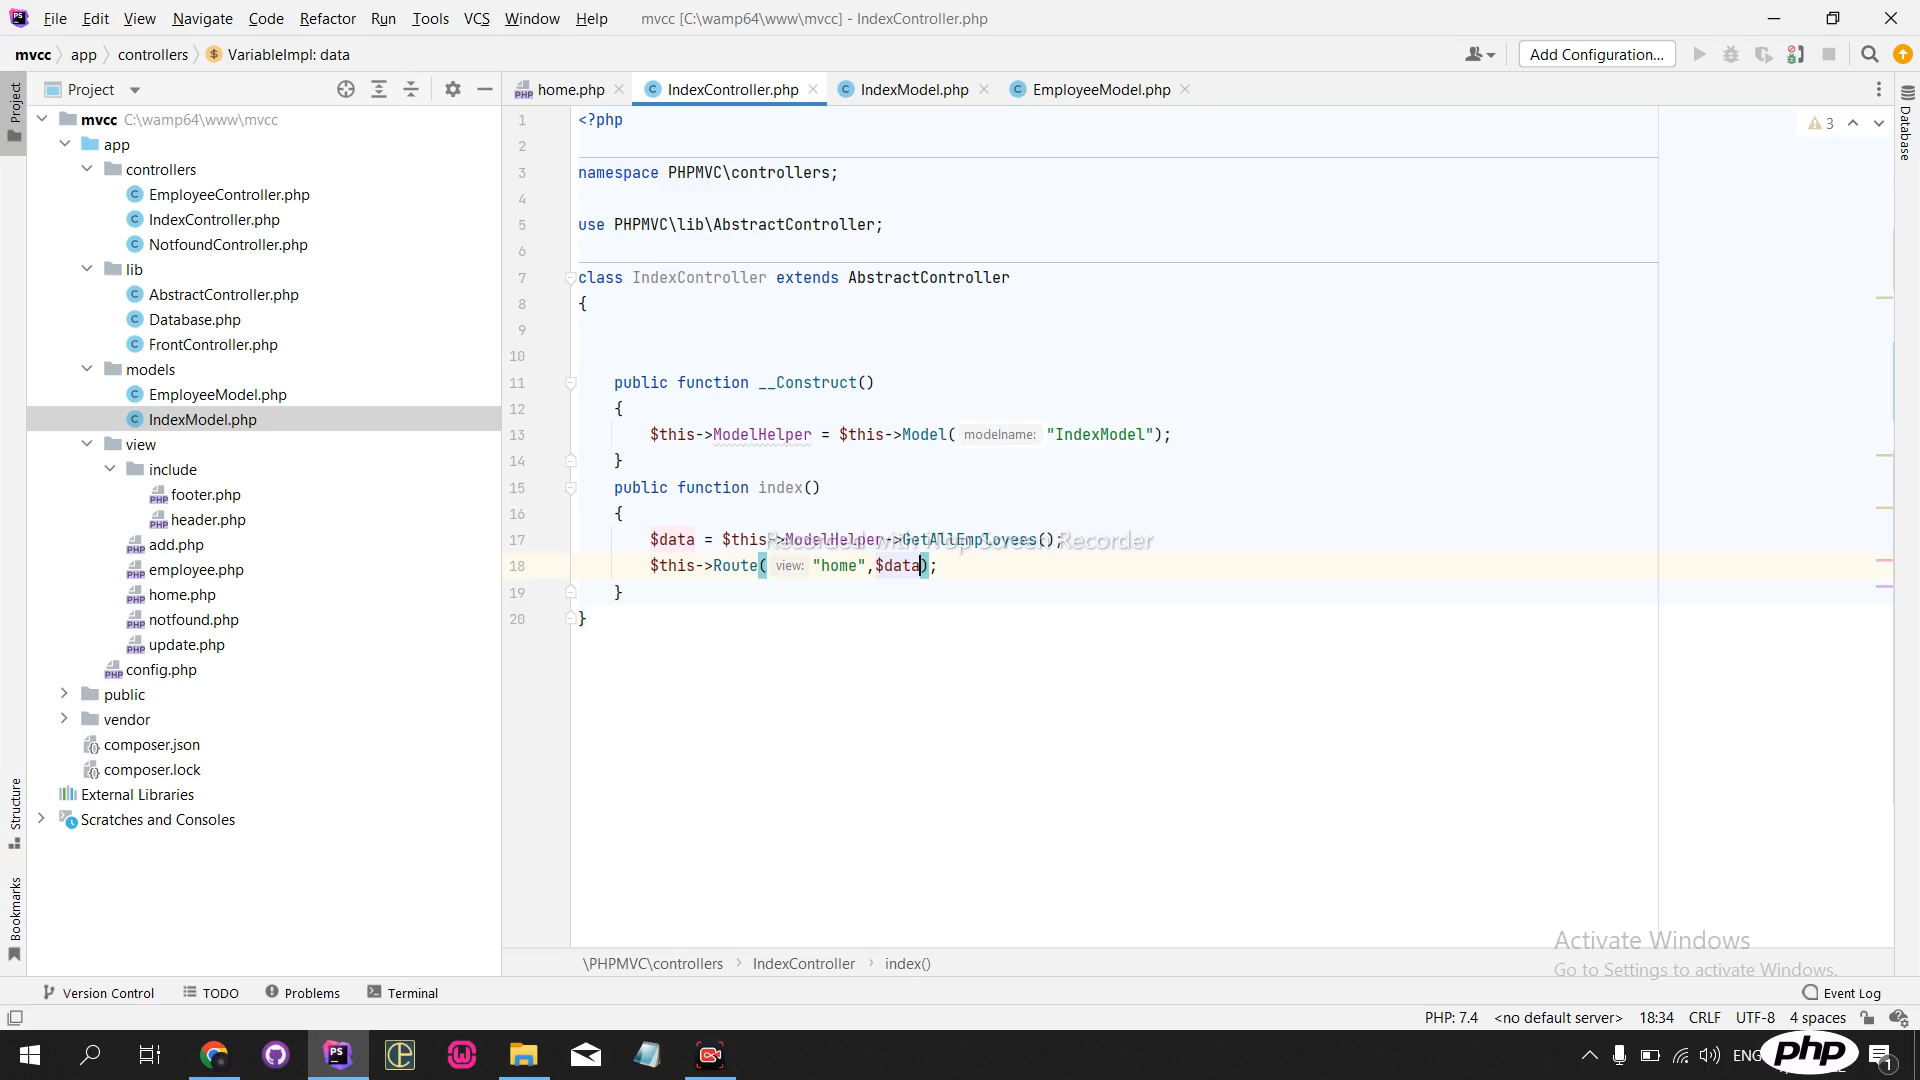 File Edit View Navigate Code Refactor Run Tools VCS Window Help mvcc [C:\wamp64\www\mvcc] - IndexController.php
mvcc app controllers VariableImpl: data Add Configuration...
Project
home.php IndexController.php IndexModel.php EmployeeModel.php
Project
Database
Structure
Bookmarks
mvcc C:\wamp64\www\mvcc
app
controllers
EmployeeController.php
IndexController.php
NotfoundController.php
lib
AbstractController.php
Database.php
FrontController.php
models
EmployeeModel.php
IndexModel.php
view
include
footer.php
header.php
add.php
employee.php
home.php
notfound.php
update.php
config.php
public
vendor
composer.json
composer.lock
External Libraries
Scratches and Consoles
3
1 <?php
2
3 namespace PHPMVC\controllers;
4
5 use PHPMVC\lib\AbstractController;
6
7 class IndexController extends AbstractController
8 {
9
10
11 public function __Construct()
12 {
13 $this->ModelHelper = $this->Model( modelname: "IndexModel");
14 }
15 public function index()
16 {
17 $data = $this->ModelHelper->GetAllEmployees();
18 $this->Route( view: "home",$data);
19 }
20 }
Activate Windows
Go to Settings to activate Windows.
\PHPMVC\controllers IndexController index()
Version Control TODO Problems Terminal Event Log
PHP: 7.4 <no default server> 18:34 CRLF UTF-8 4 spaces
PS ENG php 1